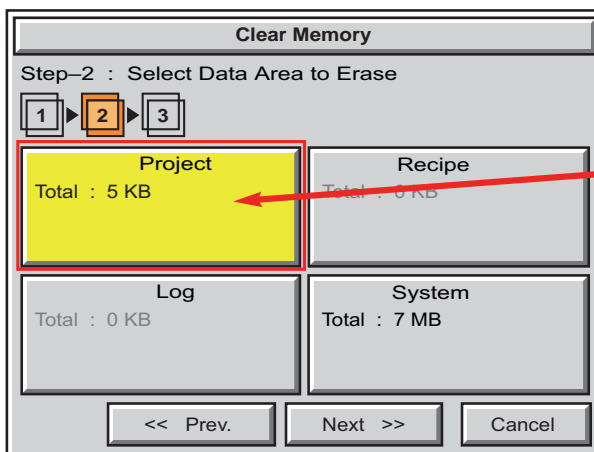 Clear Memory
Step–2 : Select Data Area to Erase
1 2 3
Project
Total : 5 KB
Recipe
Total : 0 KB
Log
Total : 0 KB
System
Total : 7 MB
<< Prev. Next >> Cancel